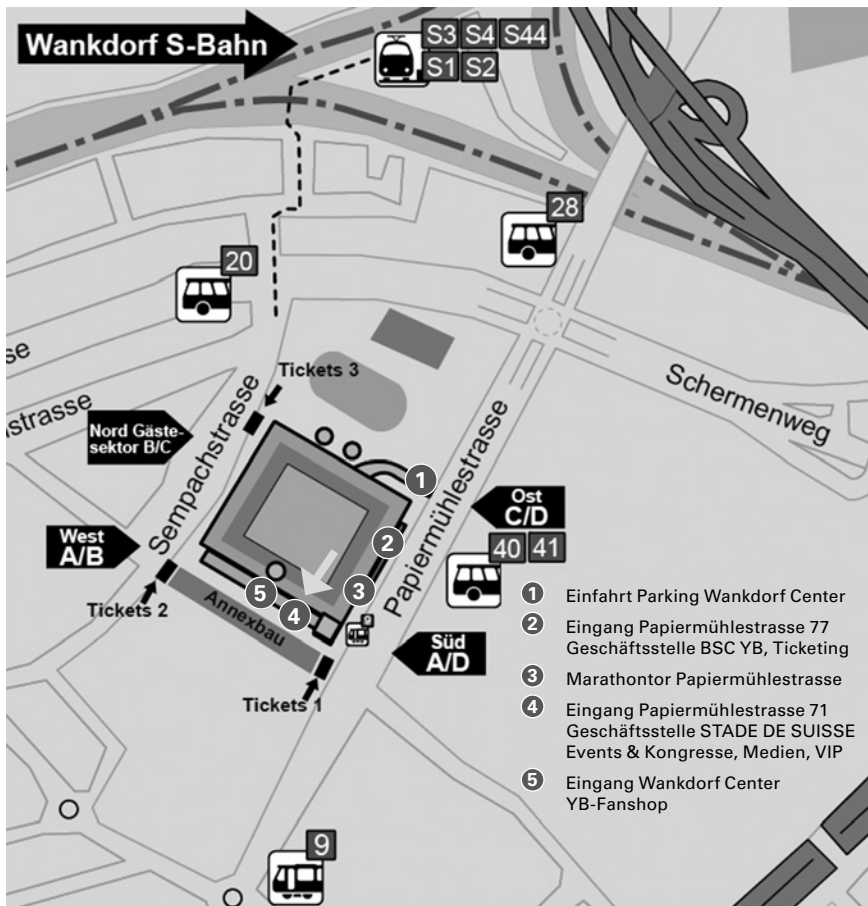 Wankdorf S-Bahn
S3 S4 S44
S1 S2
28
20
se
nstrasse
Tickets 3
Sempachstrasse
Nord Gäste-
sektor B/C
Schermenweg
Papiermühlestrasse
1
Ost
C/D
2
West
A/B
40 41
5
4
3
Tickets 2
Annexbau
Süd
A/D
Tickets 1
9
1 Einfahrt Parking Wankdorf Center
2 Eingang Papiermühlestrasse 77
Geschäftsstelle BSC YB, Ticketing
3 Marathontor Papiermühlestrasse
4 Eingang Papiermühlestrasse 71
Geschäftsstelle STADE DE SUISSE
Events & Kongresse, Medien, VIP
5 Eingang Wankdorf Center
YB-Fanshop